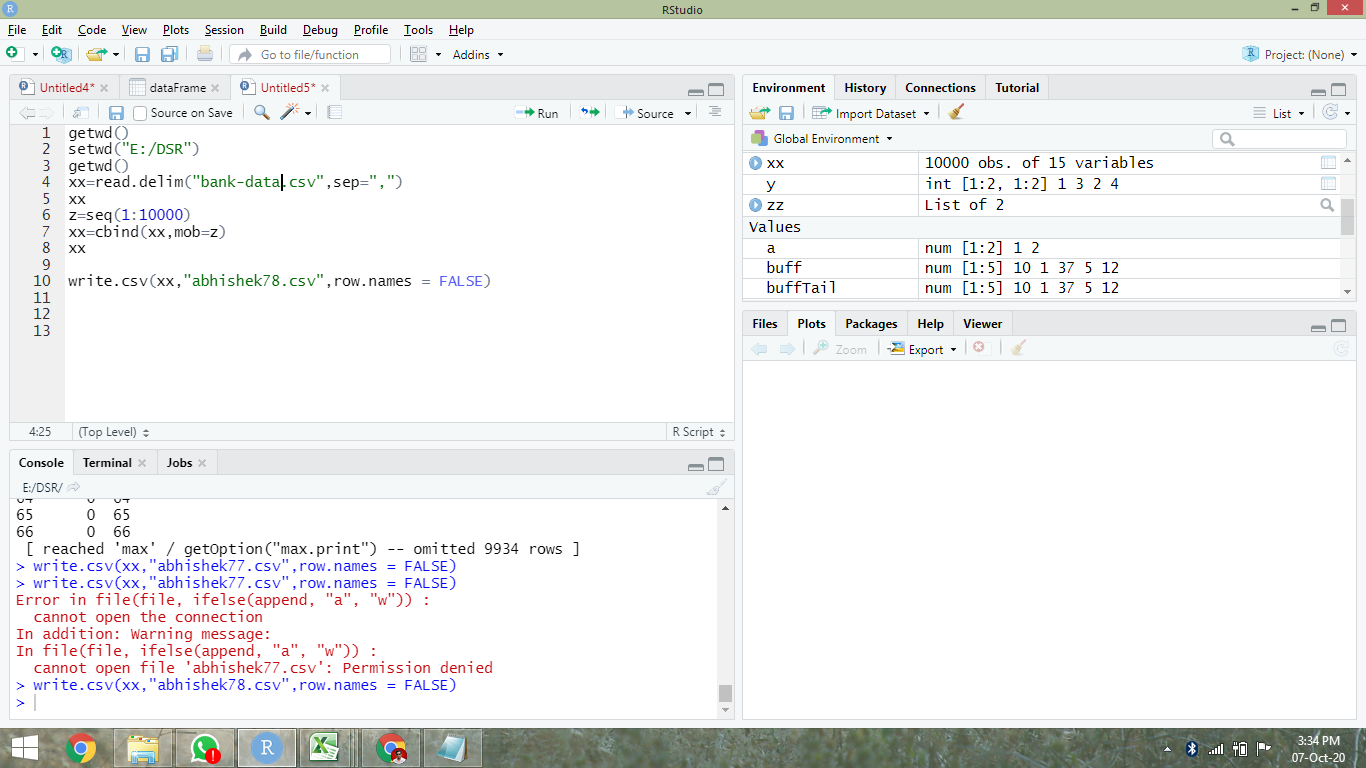 RStudio
File Edit Code View Plots Session Build Debug Profile Tools Help
Go to file/function Addins Project: (None)
Untitled4* dataFrame Untitled5*
Source on Save Run Source
1 getwd()
2 setwd("E:/DSR")
3 getwd()
4 xx=read.delim("bank-data.csv",sep=",")
5 xx
6 z=seq(1:10000)
7 xx=cbind(xx,mob=z)
8 xx
9
10 write.csv(xx,"abhishek78.csv",row.names = FALSE)
11
12
13
4:25 (Top Level) R Script
Console Terminal Jobs
E:/DSR/
64 0 64
65 0 65
66 0 66
[ reached 'max' / getOption("max.print") -- omitted 9934 rows ]
> write.csv(xx,"abhishek77.csv",row.names = FALSE)
> write.csv(xx,"abhishek77.csv",row.names = FALSE)
Error in file(file, ifelse(append, "a", "w")) :
cannot open the connection
In addition: Warning message:
In file(file, ifelse(append, "a", "w")) :
cannot open file 'abhishek77.csv': Permission denied
> write.csv(xx,"abhishek78.csv",row.names = FALSE)
>
Environment History Connections Tutorial
Import Dataset List
Global Environment
xx 10000 obs. of 15 variables
y int [1:2, 1:2] 1 3 2 4
zz List of 2
Values
a num [1:2] 1 2
buff num [1:5] 10 1 37 5 12
buffTail num [1:5] 10 1 37 5 12
Files Plots Packages Help Viewer
Zoom Export
3:34 PM
07-Oct-20